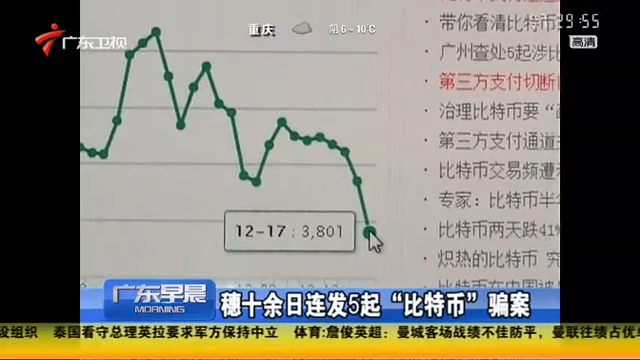 广东卫视
重庆
阴 6~10℃
高清
带你看清比特币
广州查处5起涉比
第三方支付切断
治理比特币要“
第三方支付通道
比特币交易频遭
专家：比特币半
比特币两天跌41%
炽热的比特币 究
12-17：3,801
广东早晨
MORNING
穗十余日连发5起“比特币”骗案
设组织 泰国看守总理英拉要求军方保持中立 体育:詹俊英超：曼城客场战绩不佳防平，曼联往绩占优